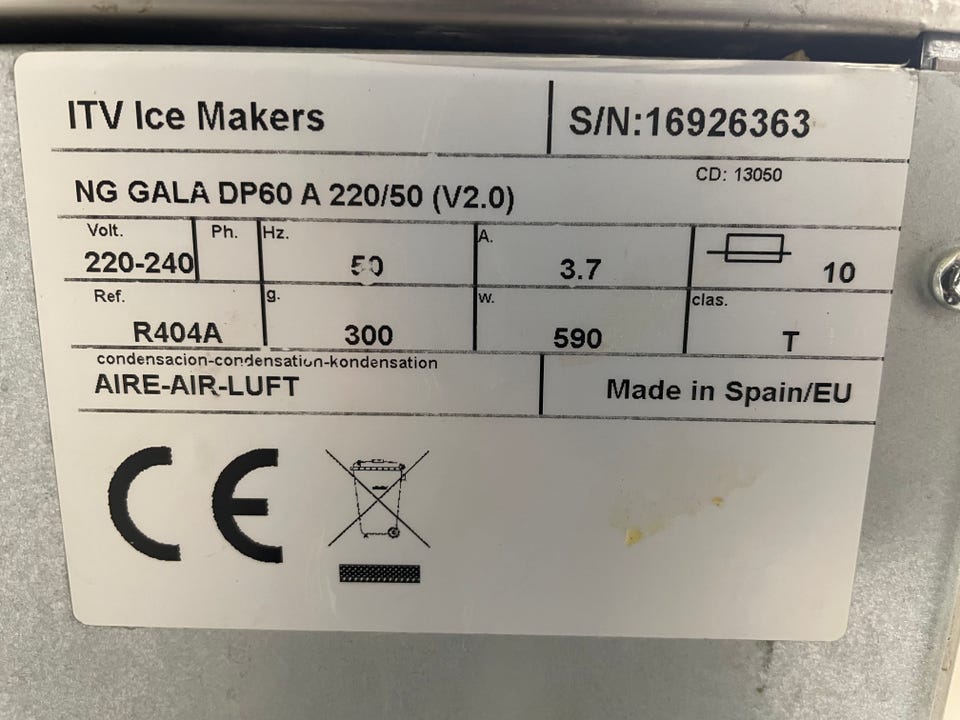 ITV Ice Makers
S/N:16926363
CD: 13050
NG GALA DP60 A 220/50 (V2.0)
Volt. Ph. Hz. A.
220-240 50 3.7 10
Ref. g. w. clas.
R404A 300 590 T
condensacion-condensation-kondensation
AIRE-AIR-LUFT
Made in Spain/EU
CE